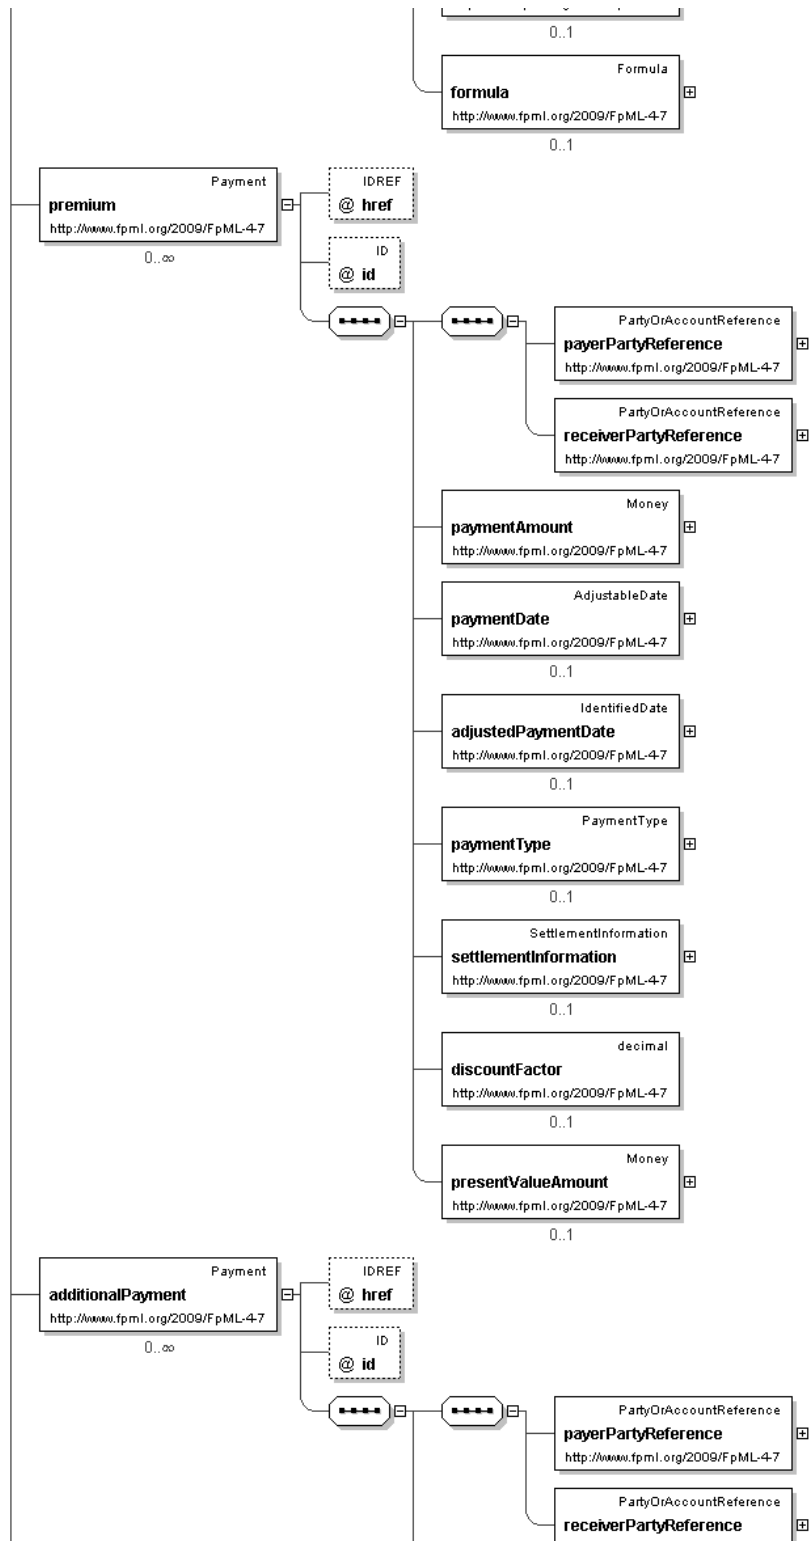 0..1
Formula
formula
http://www.fpml.org/2009/FpML-4-7
0..1
Payment
premium
http://www.fpml.org/2009/FpML-4-7
0..∞
IDREF
@ href
ID
@ id
PartyOrAccountReference
payerPartyReference
http://www.fpml.org/2009/FpML-4-7
PartyOrAccountReference
receiverPartyReference
http://www.fpml.org/2009/FpML-4-7
Money
paymentAmount
http://www.fpml.org/2009/FpML-4-7
AdjustableDate
paymentDate
http://www.fpml.org/2009/FpML-4-7
0..1
IdentifiedDate
adjustedPaymentDate
http://www.fpml.org/2009/FpML-4-7
0..1
PaymentType
paymentType
http://www.fpml.org/2009/FpML-4-7
0..1
SettlementInformation
settlementInformation
http://www.fpml.org/2009/FpML-4-7
0..1
decimal
discountFactor
http://www.fpml.org/2009/FpML-4-7
0..1
Money
presentValueAmount
http://www.fpml.org/2009/FpML-4-7
0..1
Payment
additionalPayment
http://www.fpml.org/2009/FpML-4-7
0..∞
IDREF
@ href
ID
@ id
PartyOrAccountReference
payerPartyReference
http://www.fpml.org/2009/FpML-4-7
PartyOrAccountReference
receiverPartyReference